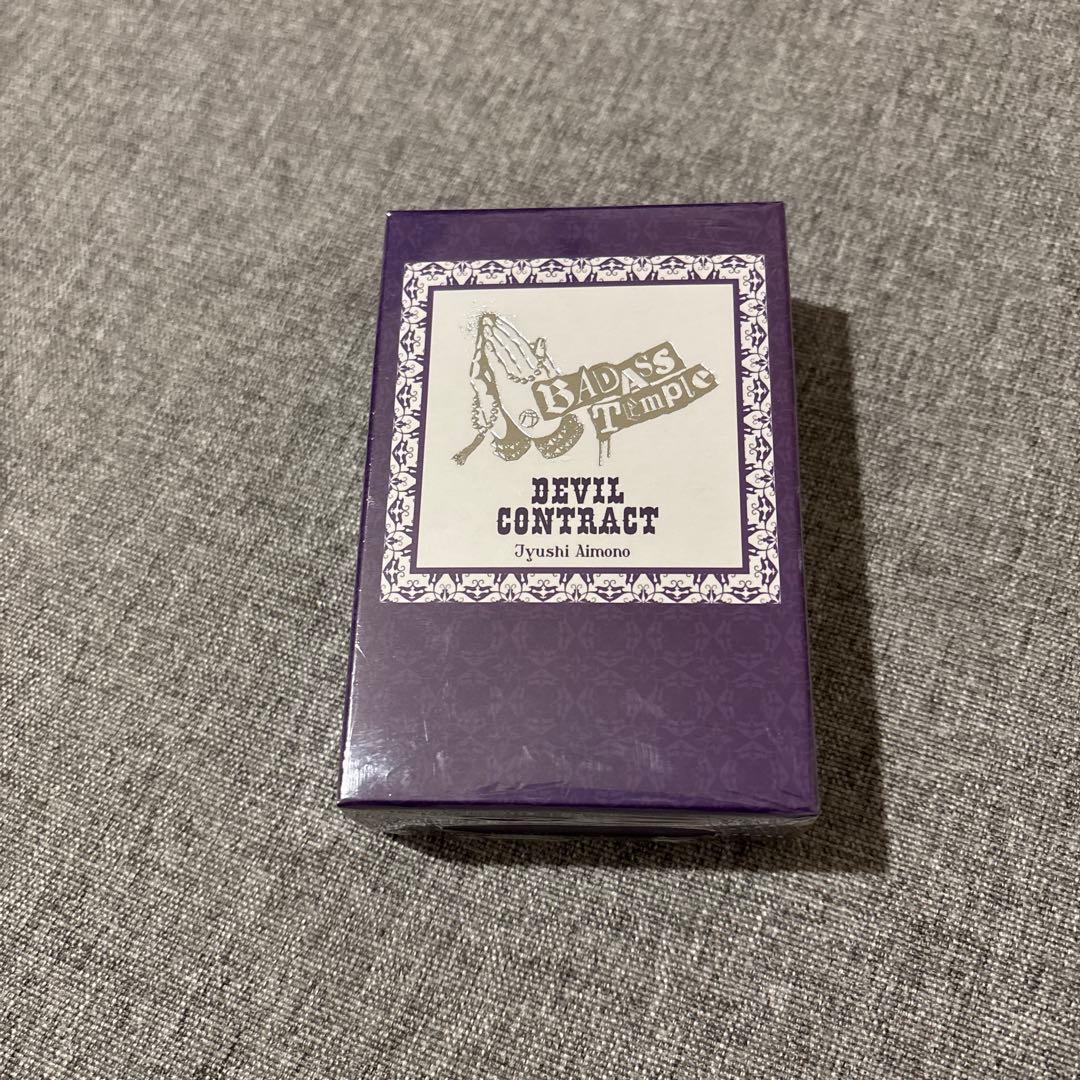 BADASS
Temple
DEVIL
CONTRACT
Jyushi Aimono